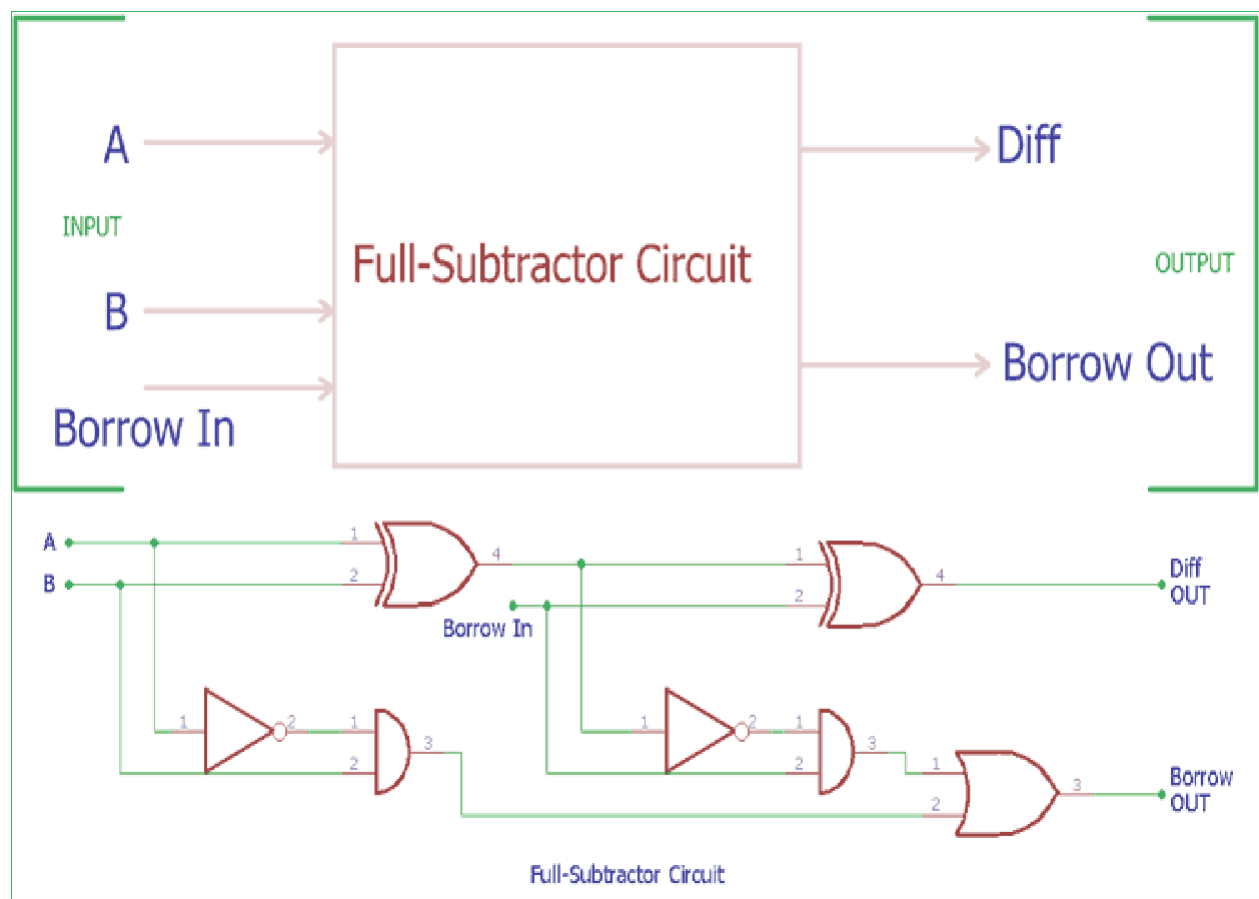 A
Diff
INPUT
Full-Subtractor Circuit
OUTPUT
B
Borrow Out
Borrow In
A
1
4
1
B
2
2
4
Diff
OUT
Borrow In
1
2
1
3
2
1
2
1
3
2
1
2
3
Borrow
OUT
Full-Subtractor Circuit